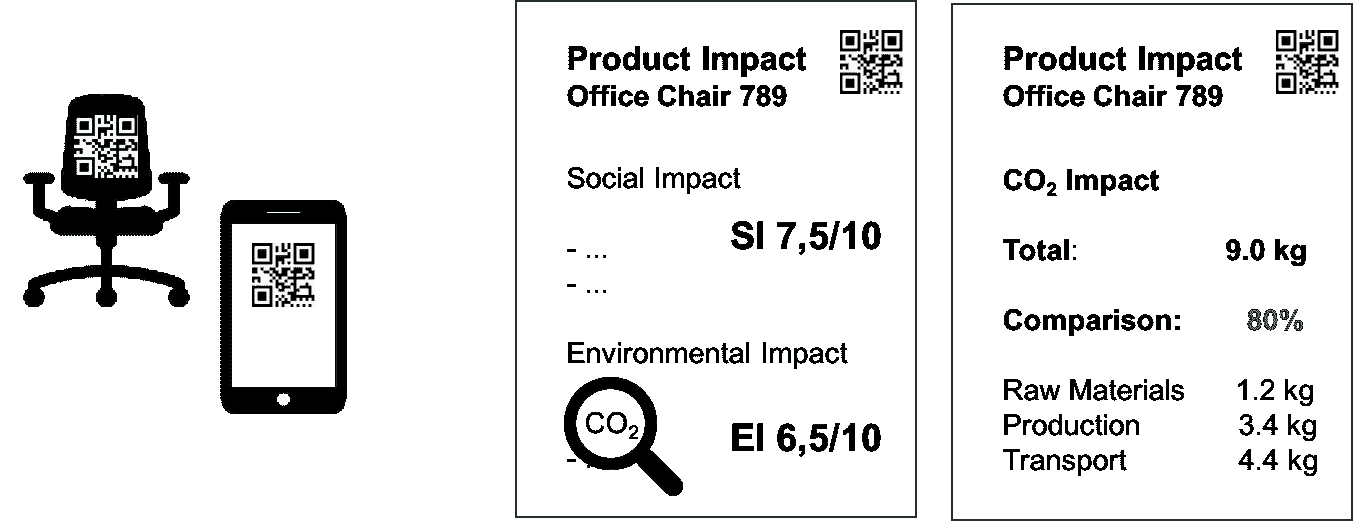 Product Impact
Office Chair 789
Social Impact
SI 7,5/10
- ...
- ...
Environmental Impact
CO₂
EI 6,5/10
- ..
Product Impact
Office Chair 789
CO₂ Impact
Total: 9.0 kg
Comparison: 80%
Raw Materials 1.2 kg
Production 3.4 kg
Transport 4.4 kg